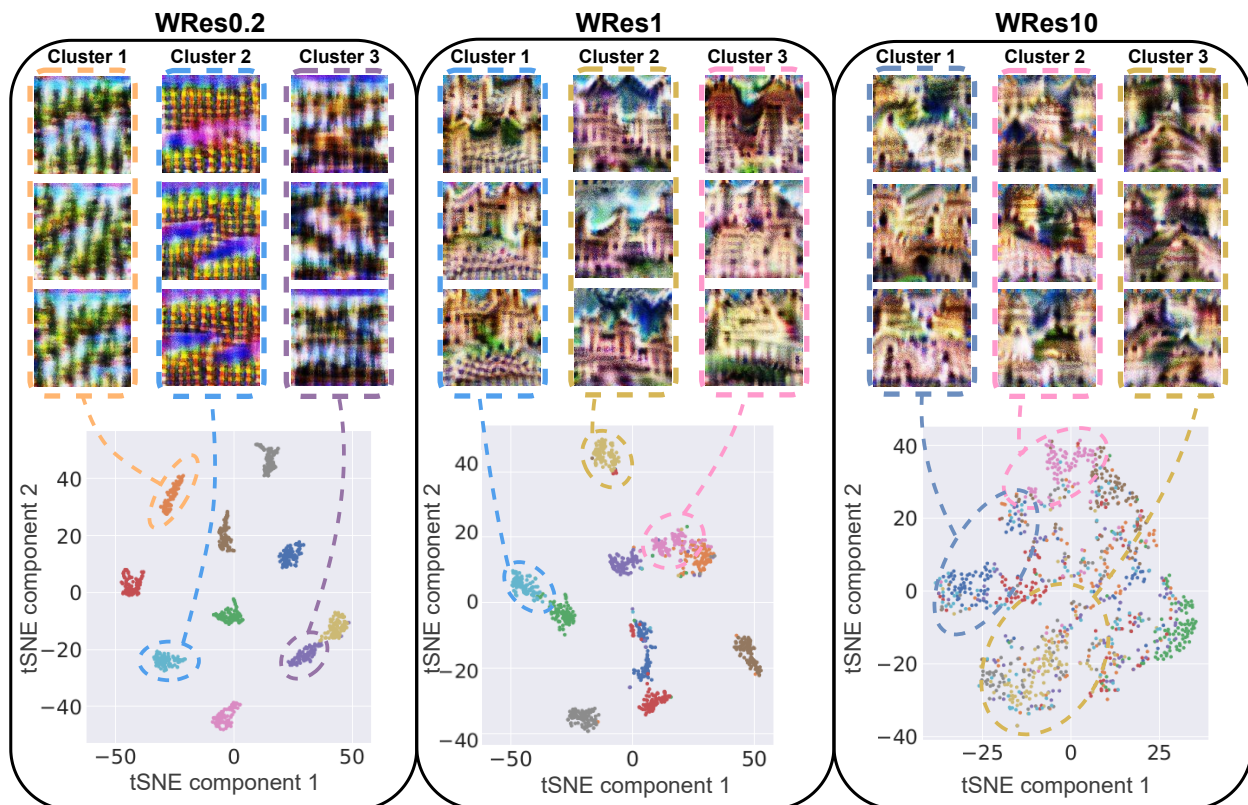 WRes0.2
Cluster 1 Cluster 2 Cluster 3
40
20
0
−20
−40
−50 0 50
tSNE component 2
tSNE component 1
WRes1
Cluster 1 Cluster 2 Cluster 3
40
20
0
−20
−40
−50 0 50
tSNE component 2
tSNE component 1
WRes10
Cluster 1 Cluster 2 Cluster 3
40
20
0
−20
−40
−25 0 25
tSNE component 2
tSNE component 1